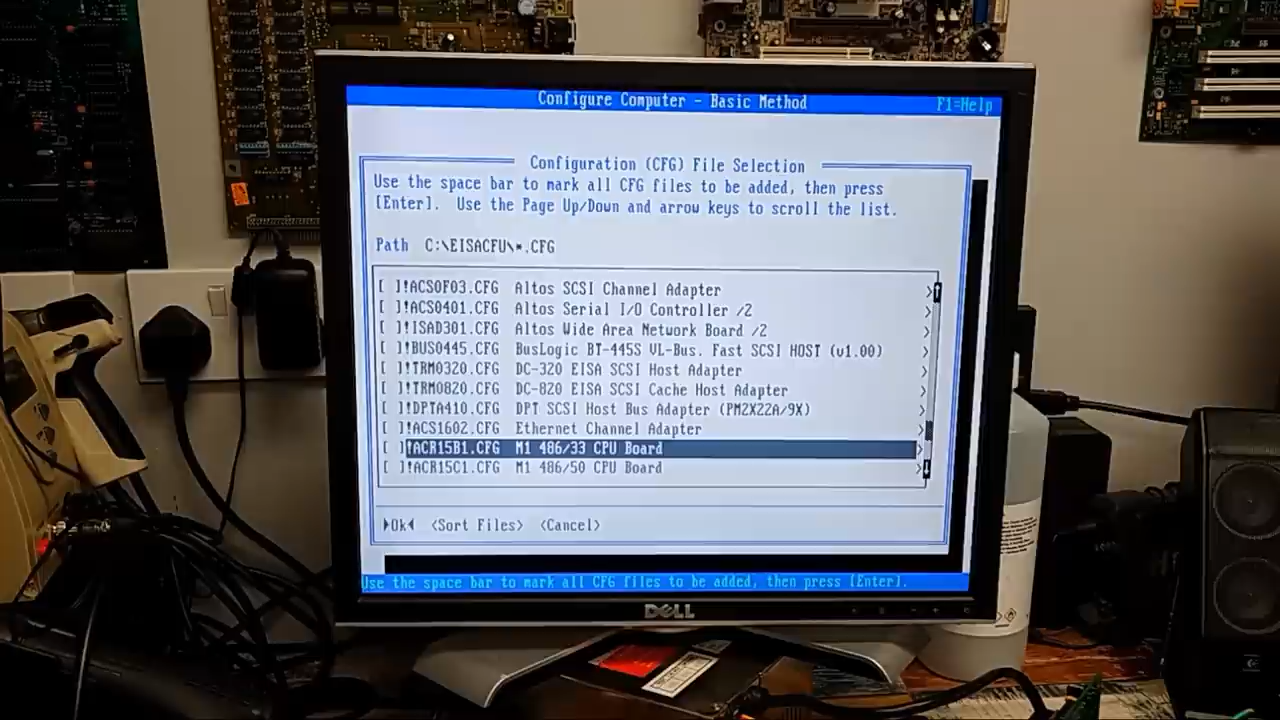 Configure Computer - Basic Method F1=Help
Configuration (CFG) File Selection
Use the space bar to mark all CFG files to be added, then press
[Enter]. Use the Page Up/Down and arrow keys to scroll the list.
Path C:\EISACFU\*.CFG
[ ]!ACS0F03.CFG Altos SCSI Channel Adapter >
[ ]!ACS0401.CFG Altos Serial I/O Controller /2 >
[ ]!ISAD301.CFG Altos Wide Area Network Board /2 >
[ ]!BUS0445.CFG BusLogic BT-445S VL-Bus. Fast SCSI HOST (v1.00) >
[ ]!TRM0320.CFG DC-320 EISA SCSI Host Adapter >
[ ]!TRM0820.CFG DC-820 EISA SCSI Cache Host Adapter >
[ ]!DPTA410.CFG DPT SCSI Host Bus Adapter (PM2X22A/9X) >
[ ]!ACS1602.CFG Ethernet Channel Adapter >
[ ]!ACR15B1.CFG M1 486/33 CPU Board >
[ ]!ACR15C1.CFG M1 486/50 CPU Board >
►Ok◄ <Sort Files> <Cancel>
Use the space bar to mark all CFG files to be added, then press [Enter].
DELL